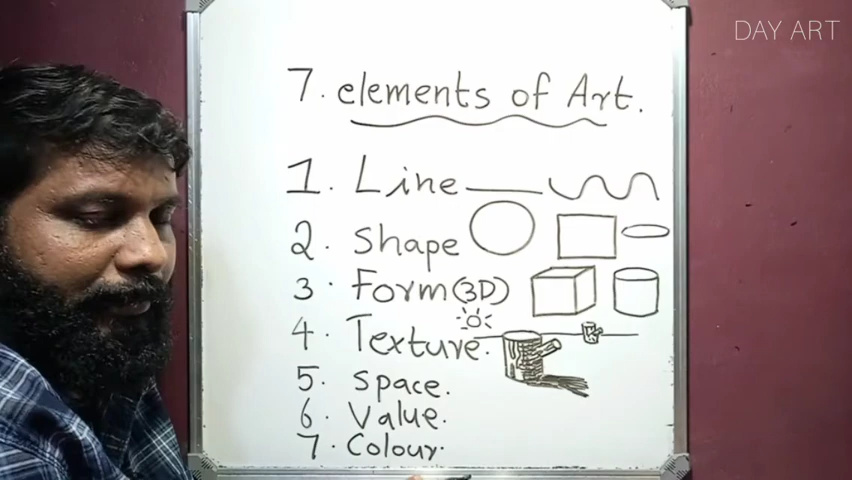 DAY ART
7. elements of Art.
1. Line
2. Shape
3. Form (3D)
4. Texture.
5. Space.
6. Value.
7. Colour.